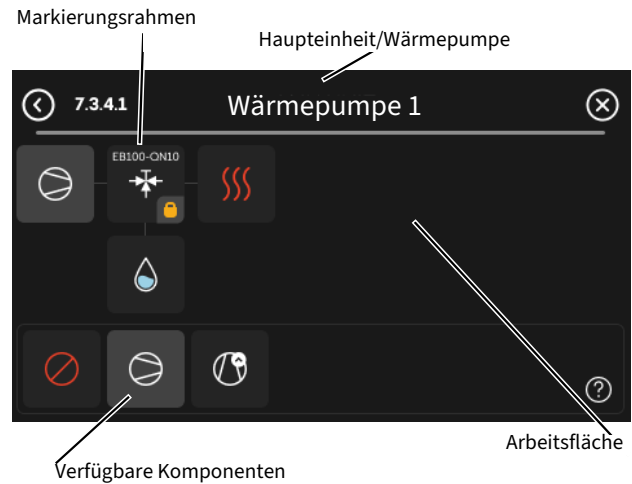 Markierungsrahmen
Haupteinheit/Wärmepumpe
7.3.4.1
Wärmepumpe 1
EB100-QN10
?
Arbeitsfläche
Verfügbare Komponenten